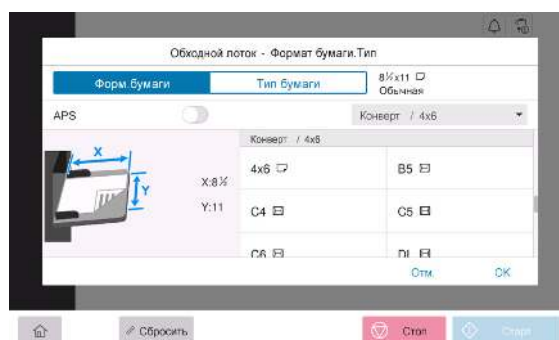 Обходной лоток - Формат бумаги.Тип
Форм.бумаги Тип бумаги 8½x11
Обычная
APS Конверт / 4x6
Конверт / 4x6
X
Y
X:8½
Y:11
4x6 B5
C4 C5
C6 DL
Отм. OK
Сбросить Стоп Старт